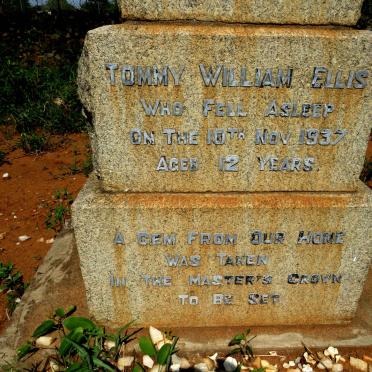 TOMMY WILLIAM ELLIS
WHO FELL ASLEEP
ON THE 10TH NOV. 1937.
AGED 12 YEARS.
A GEM FROM OUR HOME
WAS TAKEN
IN THE MASTER'S CROWN
TO BE SET